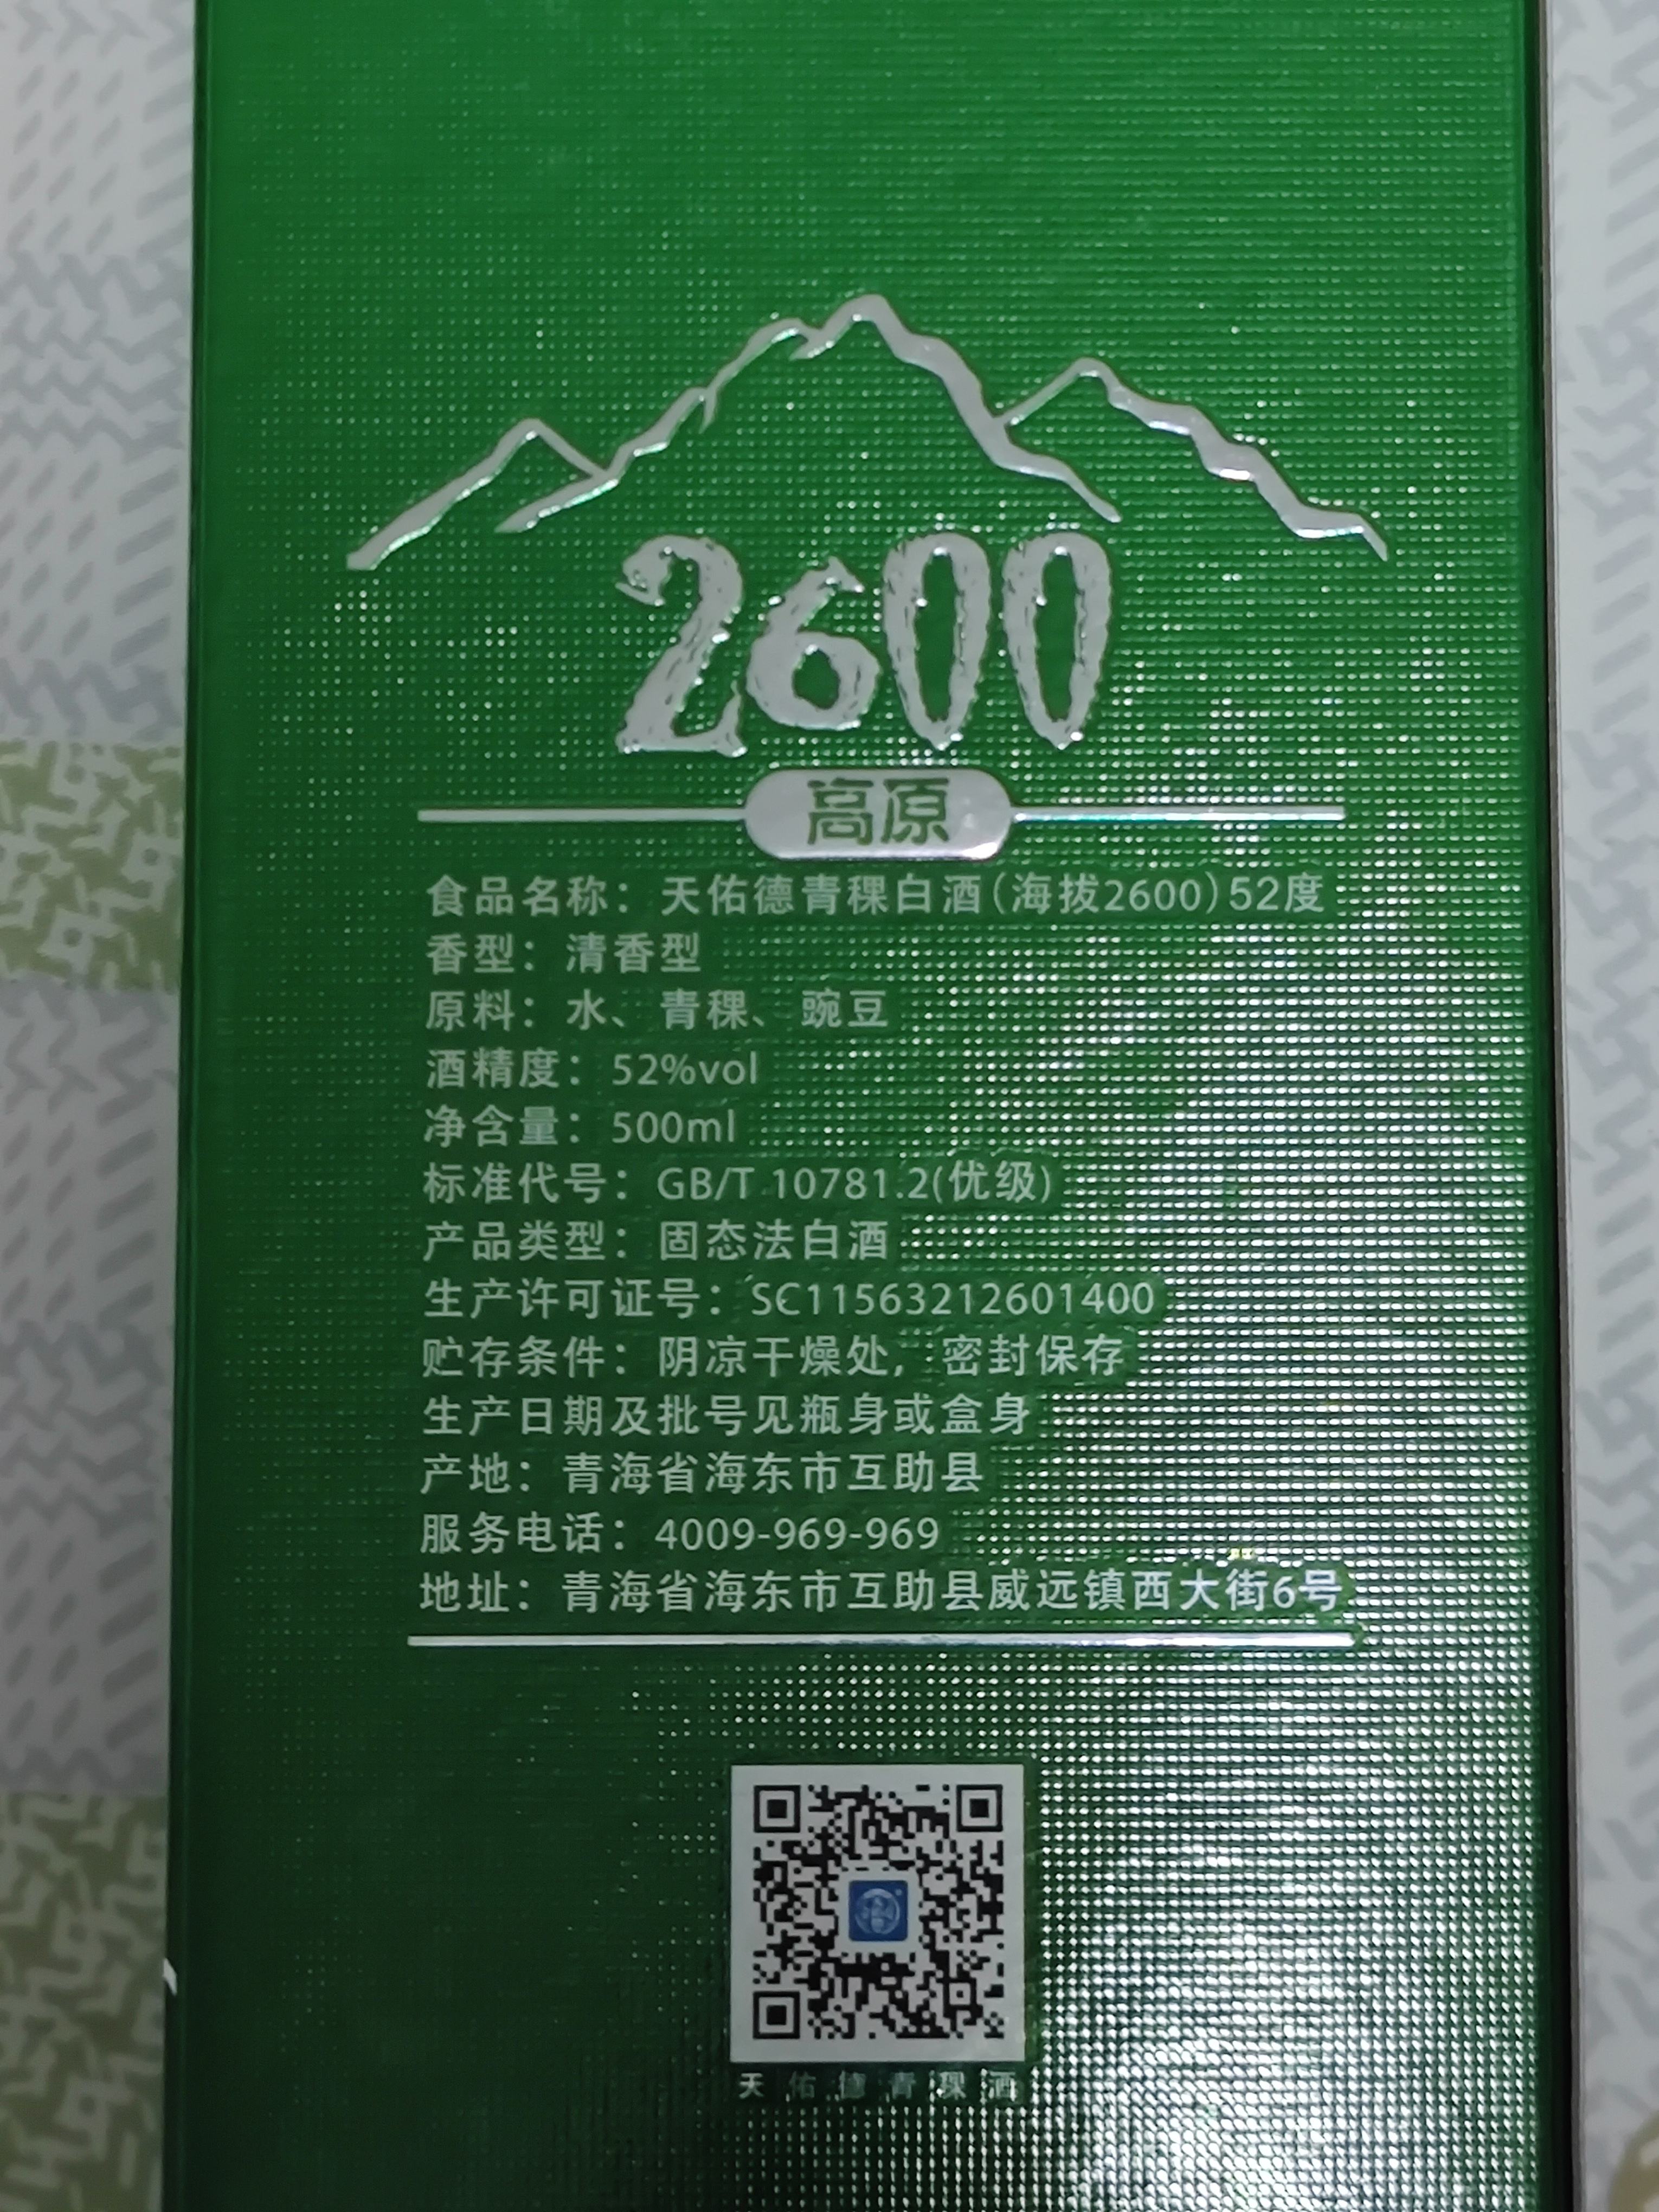 2600
高原
食品名称：天佑德青稞白酒(海拔2600)52度
香型：清香型
原料：水、青稞、豌豆
酒精度：52%vol
净含量：500ml
标准代号：GB/T 10781.2(优级)
产品类型：固态法白酒
生产许可证号：SC11563212601400
贮存条件：阴凉干燥处，密封保存
生产日期及批号见瓶身或盒身
产地：青海省海东市互助县
服务电话：4009-969-969
地址：青海省海东市互助县威远镇西大街6号
天佑德青稞酒